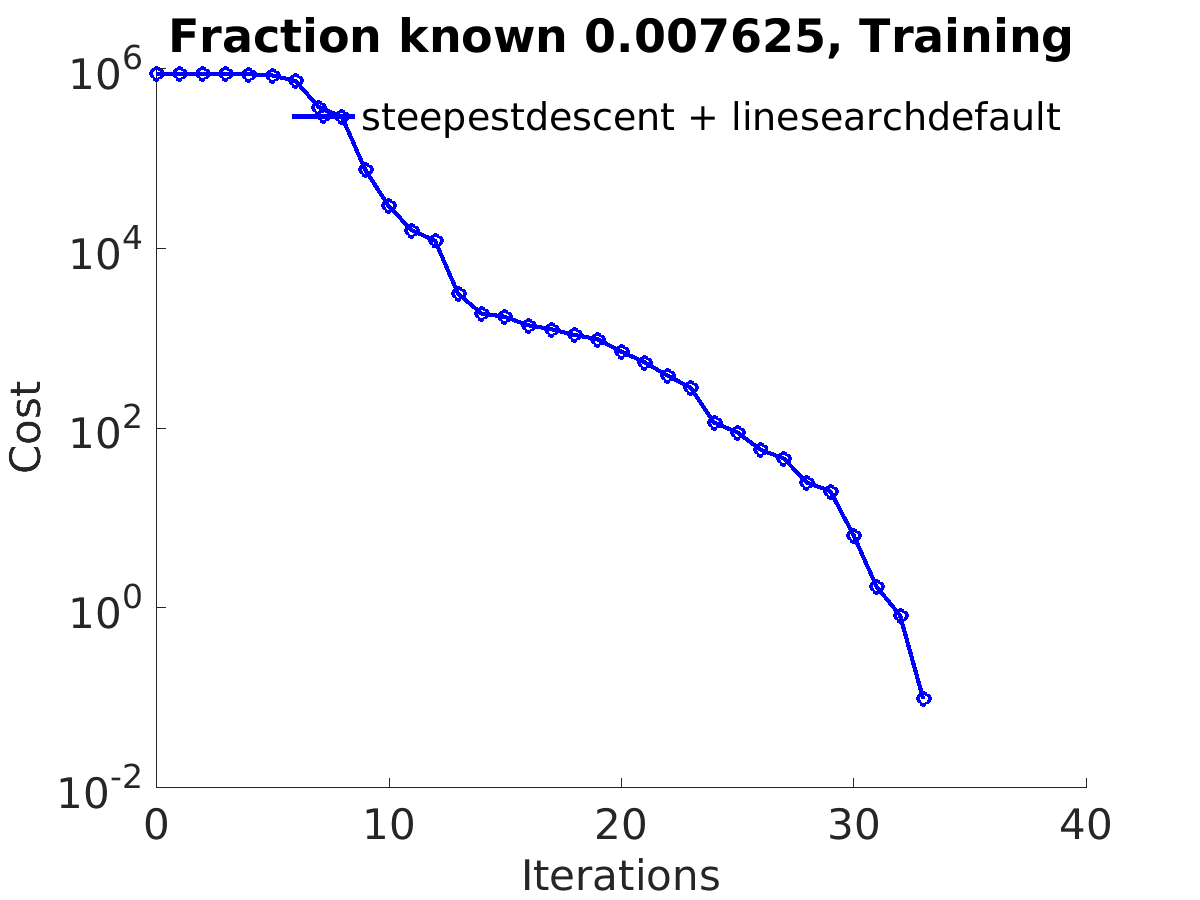 Fraction known 0.007625, Training
10^6
steepestdescent + linesearchdefault
10^4
10^2
10^0
10^-2
Cost
0 10 20 30 40
Iterations